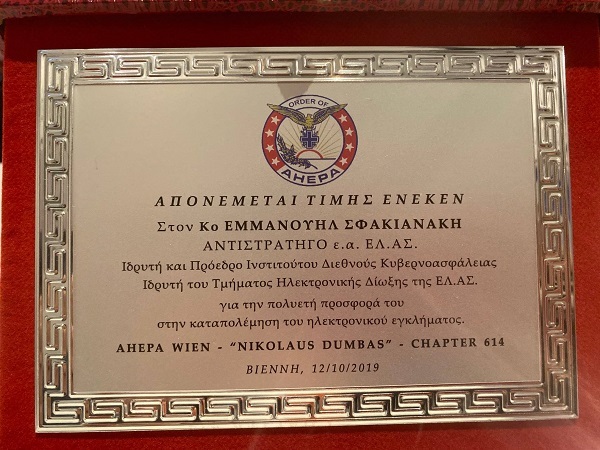 ORDER OF
AHEPA
ΑΠΟΝΕΜΕΤΑΙ ΤΙΜΗΣ ΕΝΕΚΕΝ
Στον Κο ΕΜΜΑΝΟΥΗΛ ΣΦΑΚΙΑΝΑΚΗ
ΑΝΤΙΣΤΡΑΤΗΓΟ ε.α. ΕΛ.ΑΣ.
Ιδρυτή και Πρόεδρο Ινστιτούτου Διεθνούς Κυβερνοασφάλειας
Ιδρυτή του Τμήματος Ηλεκτρονικής Δίωξης της ΕΛ.ΑΣ.
για την πολυετή προσφορά του
στην καταπολέμηση του ηλεκτρονικού εγκλήματος.
AHEPA WIEN - “NIKOLAUS DUMBAS” - CHAPTER 614
ΒΙΕΝΝΗ, 12/10/2019